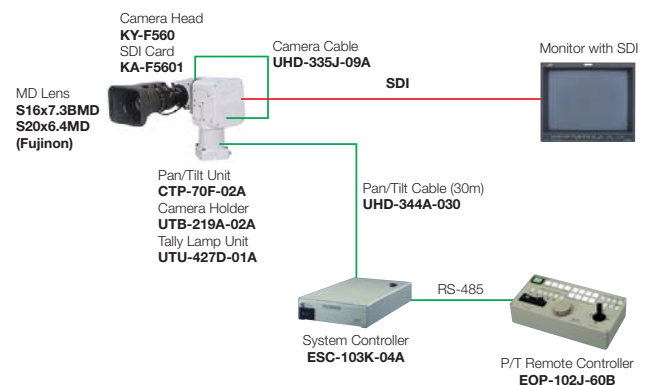 Camera Head
KY-F560
SDI Card
KA-F5601
Camera Cable
UHD-335J-09A
Monitor with SDI
SDI
MD Lens
S16x7.3BMD
S20x6.4MD
(Fujinon)
Pan/Tilt Unit
CTP-70F-02A
Camera Holder
UTB-219A-02A
Tally Lamp Unit
UTU-427D-01A
Pan/Tilt Cable (30m)
UHD-344A-030
RS-485
System Controller
ESC-103K-04A
P/T Remote Controller
EOP-102J-60B